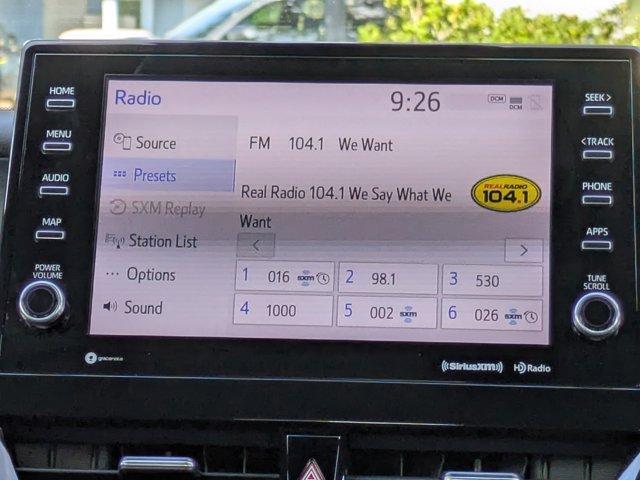 HOME
MENU
AUDIO
MAP
POWER
VOLUME
Radio
9:26
DCM
DCM
Source
Presets
SXM Replay
Station List
Options
Sound
FM 104.1 We Want
Real Radio 104.1 We Say What We
Want
REALRADIO
104.1
< >
1 016 sxm 2 98.1 3 530
4 1000 5 002 sxm 6 026 sxm
SEEK >
< TRACK
PHONE
APPS
TUNE
SCROLL
gracenote
((SiriusXM)) HD Radio